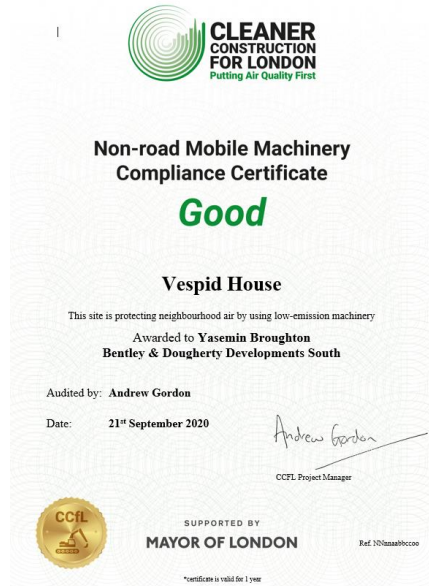 CLEANER
CONSTRUCTION
FOR LONDON
Putting Air Quality First
Non-road Mobile Machinery
Compliance Certificate
Good
Vespid House
This site is protecting neighbourhood air by using low-emission machinery
Awarded to Yasemin Broughton
Bentley & Dougherty Developments South
Audited by: Andrew Gordon
Date: 21st September 2020
Andrew Gordon
CCFL Project Manager
CCfL
SUPPORTED BY
MAYOR OF LONDON
Ref. NNnnaabbccoo
*certificate is valid for 1 year